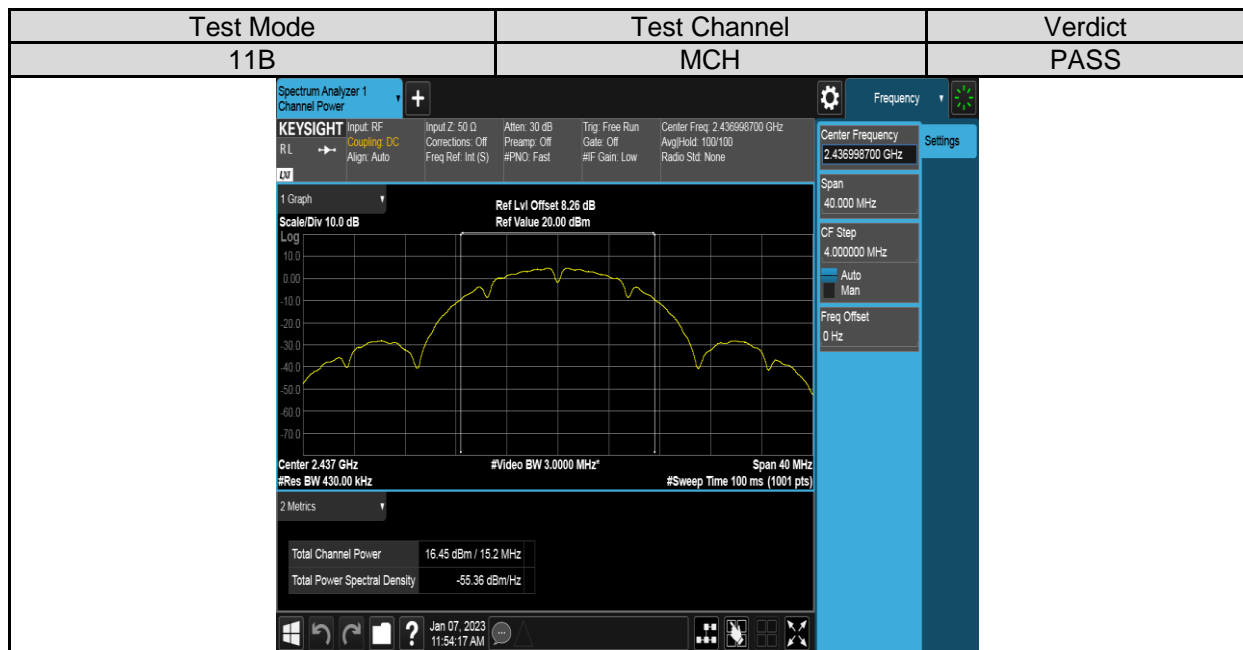 Test Mode Test Channel Verdict
11B MCH PASS
Spectrum Analyzer 1
Channel Power
Frequency
KEYSIGHT
RL
LXI
Input: RF
Coupling: DC
Align: Auto
Input Z: 50 Ω
Corrections: Off
Freq Ref: Int (S)
Atten: 30 dB
Preamp: Off
#PNO: Fast
Trig: Free Run
Gate: Off
#IF Gain: Low
Center Freq: 2.436998700 GHz
Avg|Hold: 100/100
Radio Std: None
Center Frequency
2.436998700 GHz
Settings
Span
40.000 MHz
CF Step
4.000000 MHz
Auto
Man
Freq Offset
0 Hz
1 Graph
Scale/Div 10.0 dB
Ref Lvl Offset 8.26 dB
Ref Value 20.00 dBm
Log
10.0
0.00
-10.0
-20.0
-30.0
-40.0
-50.0
-60.0
-70.0
Center 2.437 GHz #Video BW 3.0000 MHz* Span 40 MHz
#Res BW 430.00 kHz #Sweep Time 100 ms (1001 pts)
2 Metrics
Total Channel Power 16.45 dBm / 15.2 MHz
Total Power Spectral Density -55.36 dBm/Hz
?
Jan 07, 2023
11:54:17 AM